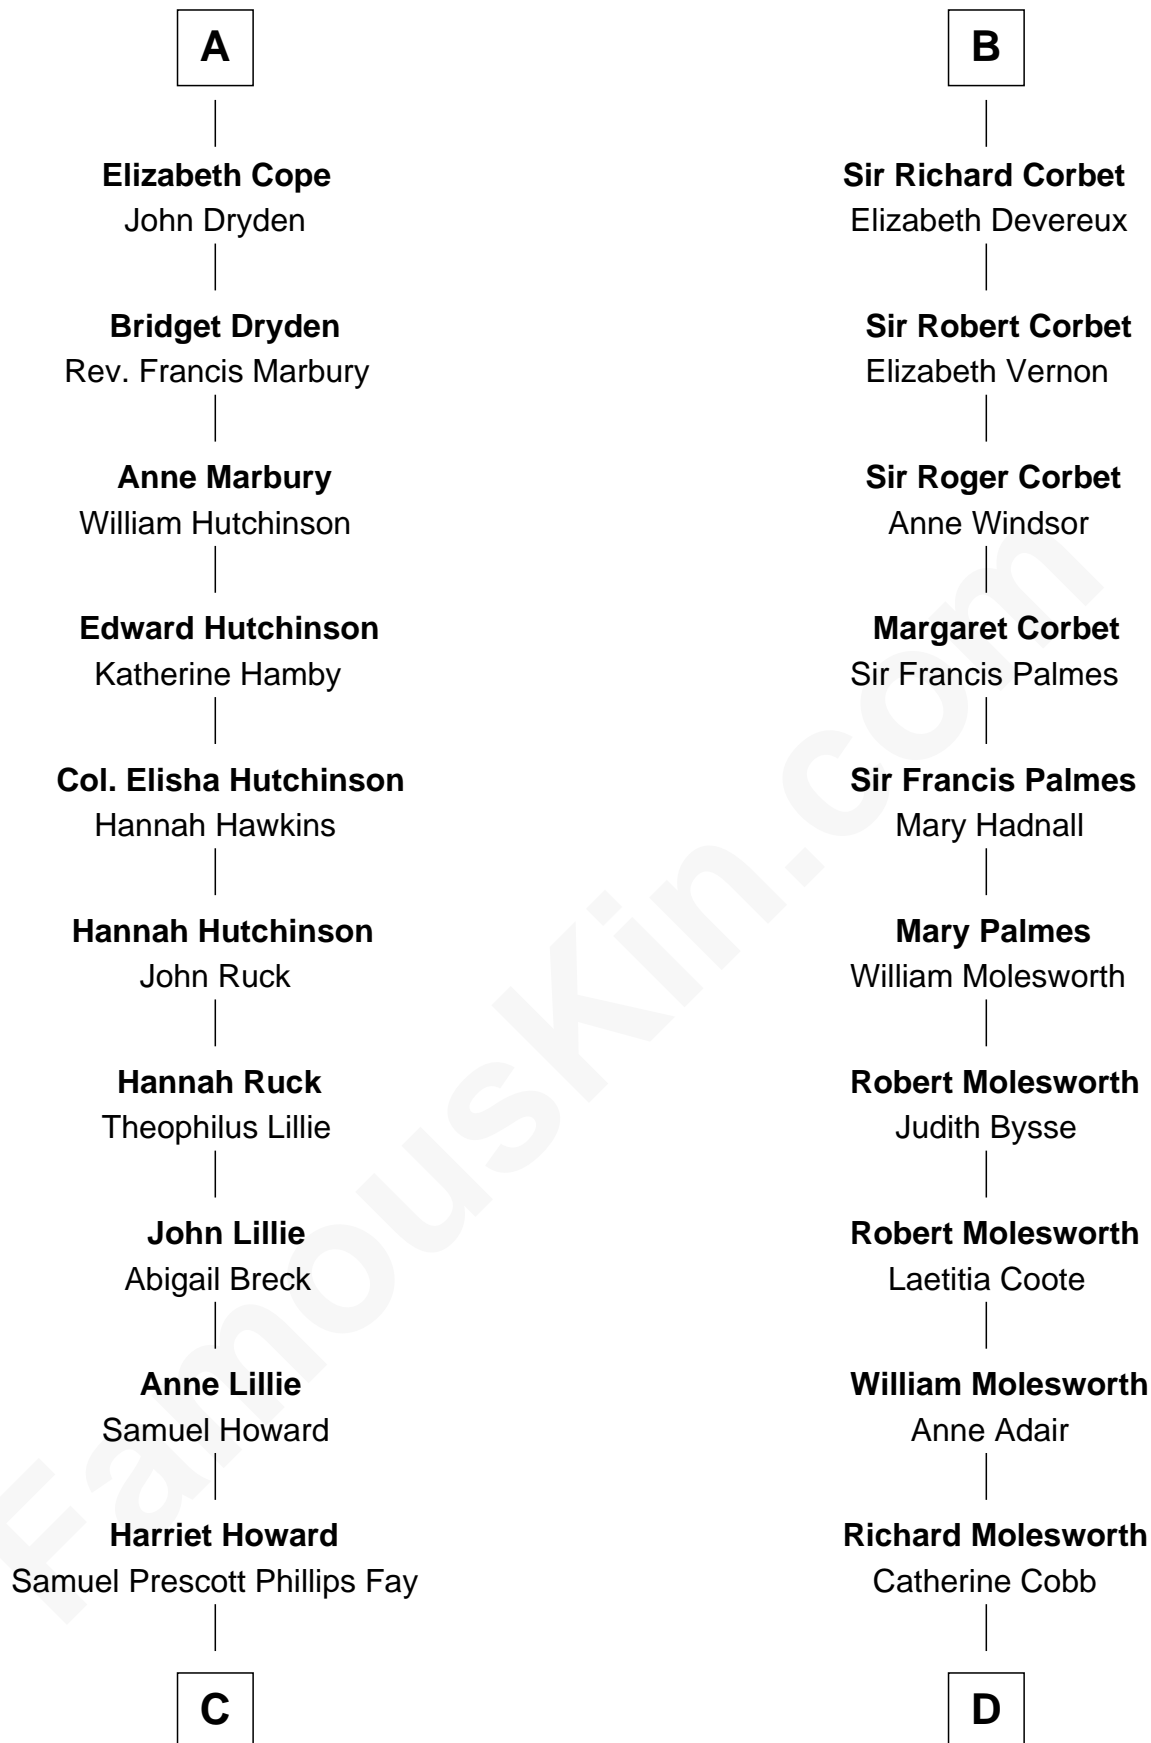 A
Elizabeth Cope
John Dryden
Bridget Dryden
Rev. Francis Marbury
Anne Marbury
William Hutchinson
Edward Hutchinson
Katherine Hamby
Col. Elisha Hutchinson
Hannah Hawkins
Hannah Hutchinson
John Ruck
Hannah Ruck
Theophilus Lillie
John Lillie
Abigail Breck
Anne Lillie
Samuel Howard
Harriet Howard
Samuel Prescott Phillips Fay
C
B
Sir Richard Corbet
Elizabeth Devereux
Sir Robert Corbet
Elizabeth Vernon
Sir Roger Corbet
Anne Windsor
Margaret Corbet
Sir Francis Palmes
Sir Francis Palmes
Mary Hadnall
Mary Palmes
William Molesworth
Robert Molesworth
Judith Bysse
Robert Molesworth
Laetitia Coote
William Molesworth
Anne Adair
Richard Molesworth
Catherine Cobb
D
FamousKin.com